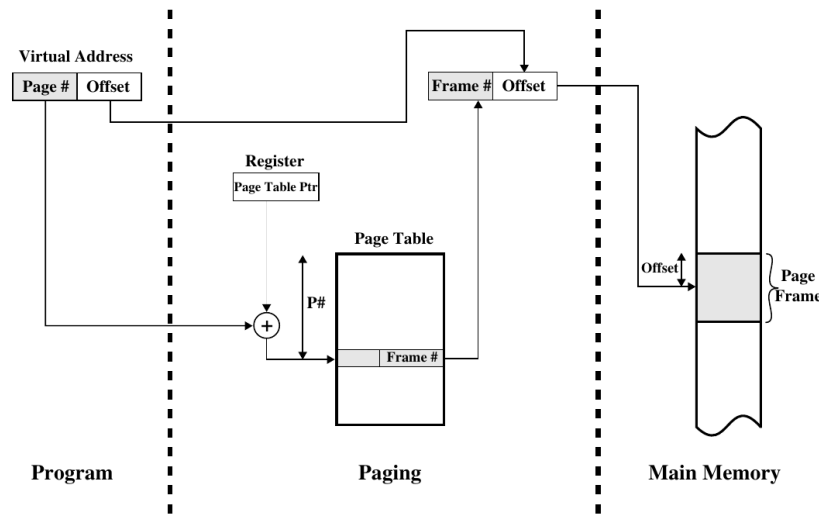 Virtual Address
Page # Offset
Frame # Offset
Register
Page Table Ptr
Page Table
P#
+
Frame #
Offset
Page
Frame
Program
Paging
Main Memory